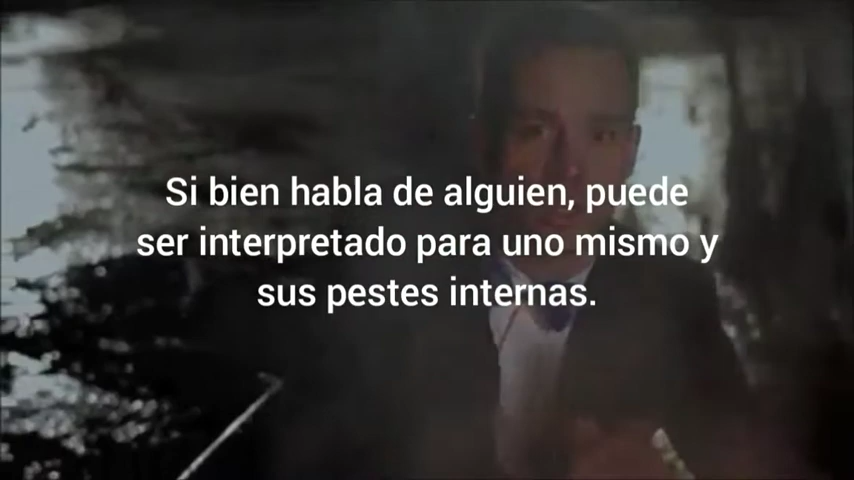 Si bien habla de alguien, puede
ser interpretado para uno mismo y
sus pestes internas.